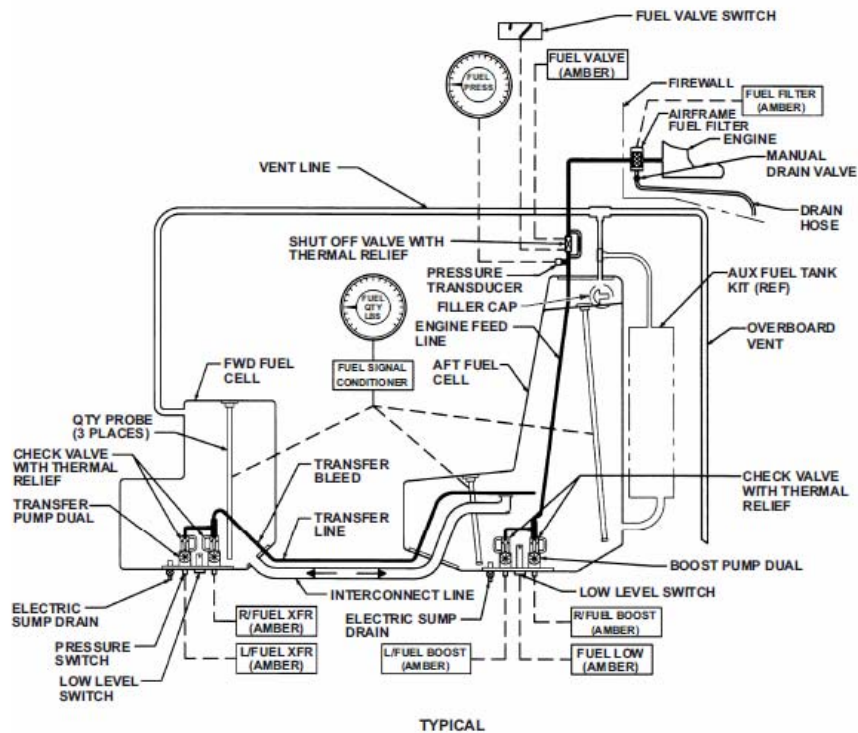 FUEL VALVE SWITCH
FUEL
PRESS
FUEL VALVE
(AMBER)
FIREWALL
FUEL FILTER
(AMBER)
AIRFRAME
FUEL FILTER
ENGINE
MANUAL
DRAIN VALVE
VENT LINE
DRAIN
HOSE
SHUT OFF VALVE WITH
THERMAL RELIEF
PRESSURE
TRANSDUCER
AUX FUEL TANK
KIT (REF)
FILLER CAP
FUEL
QTY
LBS
ENGINE FEED
LINE
OVERBOARD
VENT
FWD FUEL
CELL
FUEL SIGNAL
CONDITIONER
AFT FUEL
CELL
QTY PROBE
(3 PLACES)
CHECK VALVE
WITH THERMAL
RELIEF
TRANSFER
BLEED
CHECK VALVE
WITH THERMAL
RELIEF
TRANSFER
PUMP DUAL
TRANSFER
LINE
BOOST PUMP DUAL
INTERCONNECT LINE
LOW LEVEL SWITCH
ELECTRIC
SUMP DRAIN
R/FUEL XFR
(AMBER)
ELECTRIC SUMP
DRAIN
R/FUEL BOOST
(AMBER)
PRESSURE
SWITCH
L/FUEL XFR
(AMBER)
L/FUEL BOOST
(AMBER)
FUEL LOW
(AMBER)
LOW LEVEL
SWITCH
TYPICAL